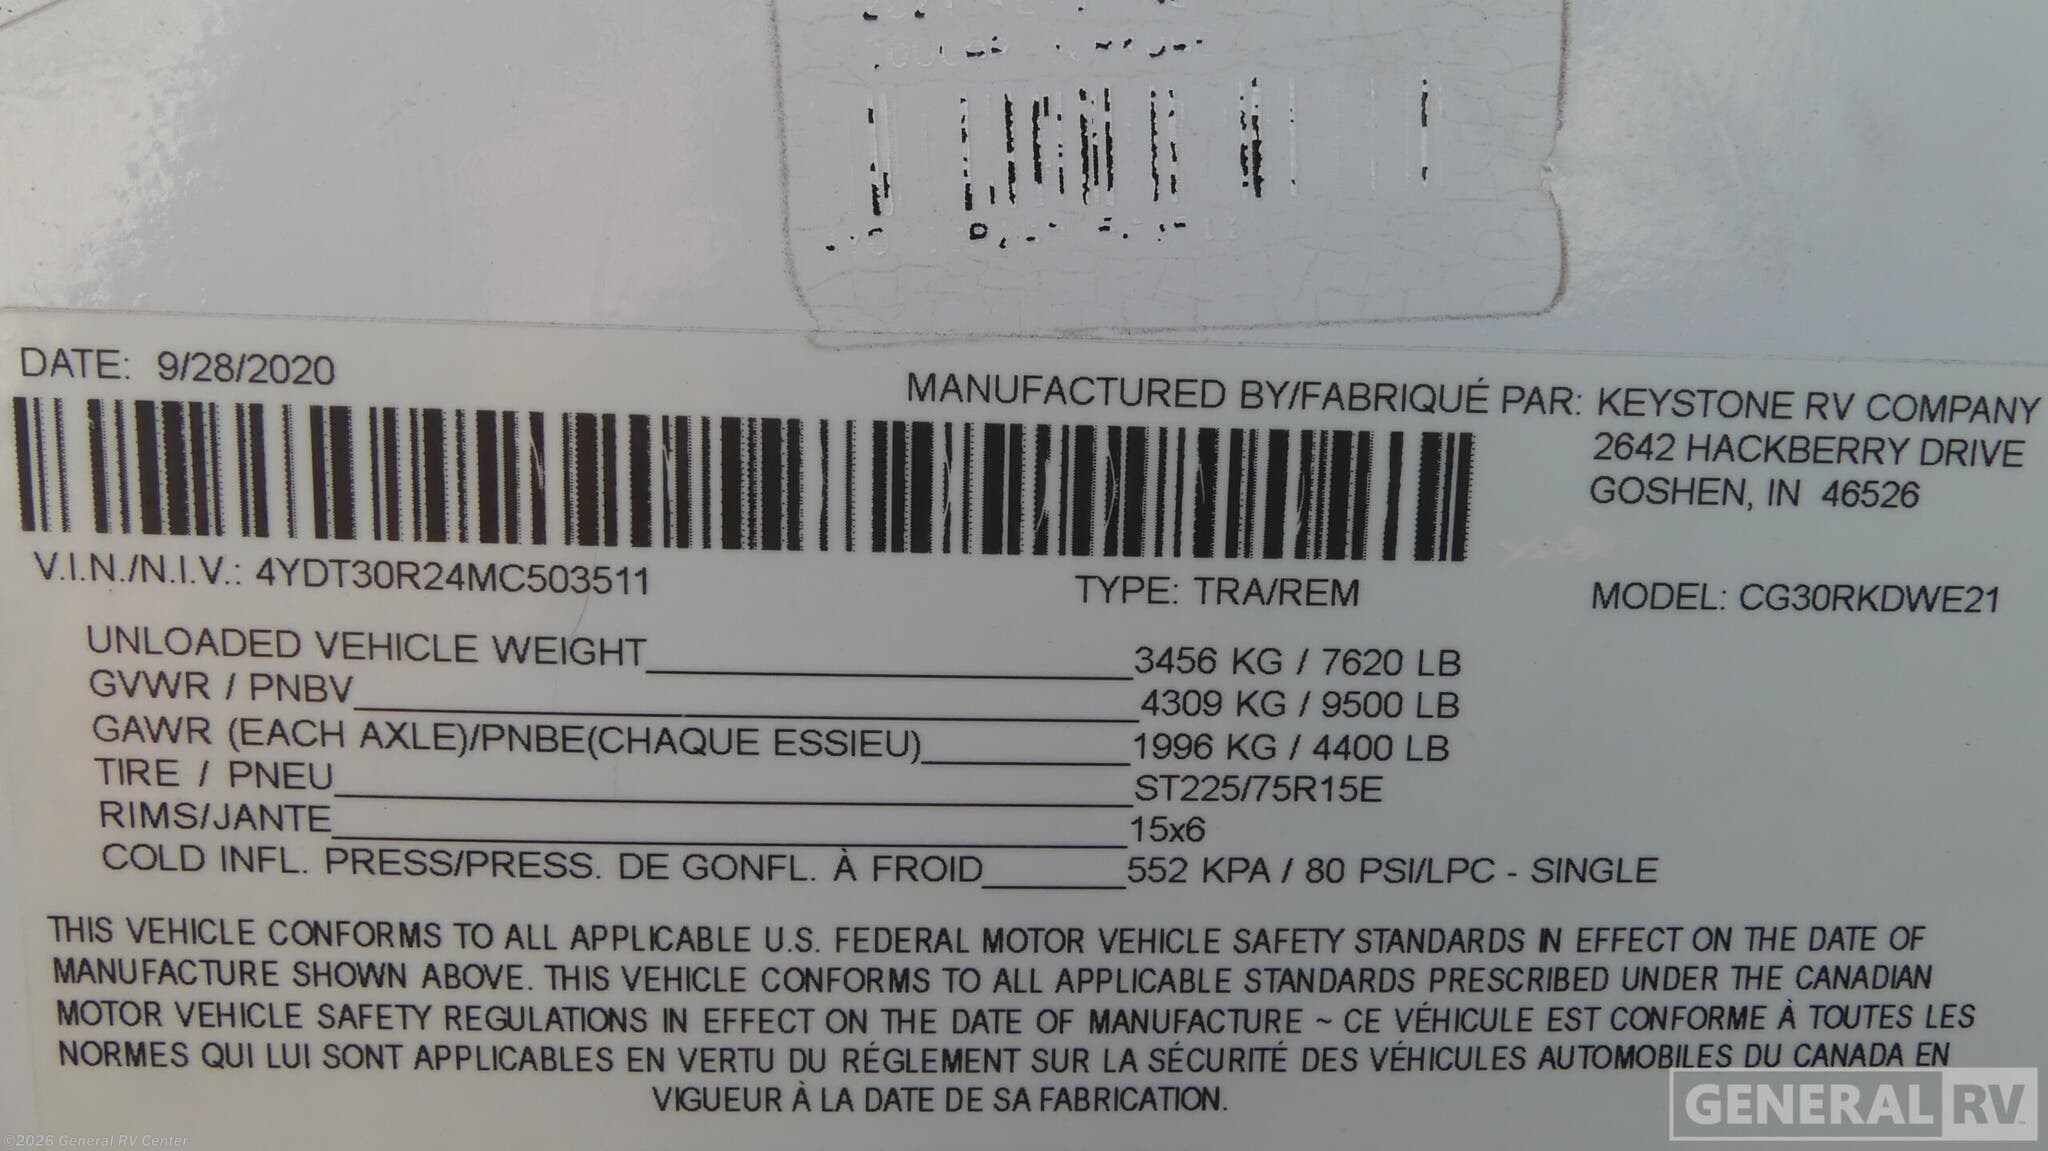 DATE: 9/28/2020
MANUFACTURED BY/FABRIQUÉ PAR: KEYSTONE RV COMPANY
2642 HACKBERRY DRIVE
GOSHEN, IN 46526
V.I.N./N.I.V.: 4YDT30R24MC503511 TYPE: TRA/REM MODEL: CG30RKDWE21
UNLOADED VEHICLE WEIGHT 3456 KG / 7620 LB
GVWR / PNBV 4309 KG / 9500 LB
GAWR (EACH AXLE)/PNBE(CHAQUE ESSIEU) 1996 KG / 4400 LB
TIRE / PNEU ST225/75R15E
RIMS/JANTE 15x6
COLD INFL. PRESS/PRESS. DE GONFL. À FROID 552 KPA / 80 PSI/LPC - SINGLE
THIS VEHICLE CONFORMS TO ALL APPLICABLE U.S. FEDERAL MOTOR VEHICLE SAFETY STANDARDS IN EFFECT ON THE DATE OF
MANUFACTURE SHOWN ABOVE. THIS VEHICLE CONFORMS TO ALL APPLICABLE STANDARDS PRESCRIBED UNDER THE CANADIAN
MOTOR VEHICLE SAFETY REGULATIONS IN EFFECT ON THE DATE OF MANUFACTURE ~ CE VÉHICULE EST CONFORME À TOUTES LES
NORMES QUI LUI SONT APPLICABLES EN VERTU DU RÉGLEMENT SUR LA SÉCURITÉ DES VÉHICULES AUTOMOBILES DU CANADA EN
VIGUEUR À LA DATE DE SA FABRICATION.
GENERAL RV
©2026 General RV Center